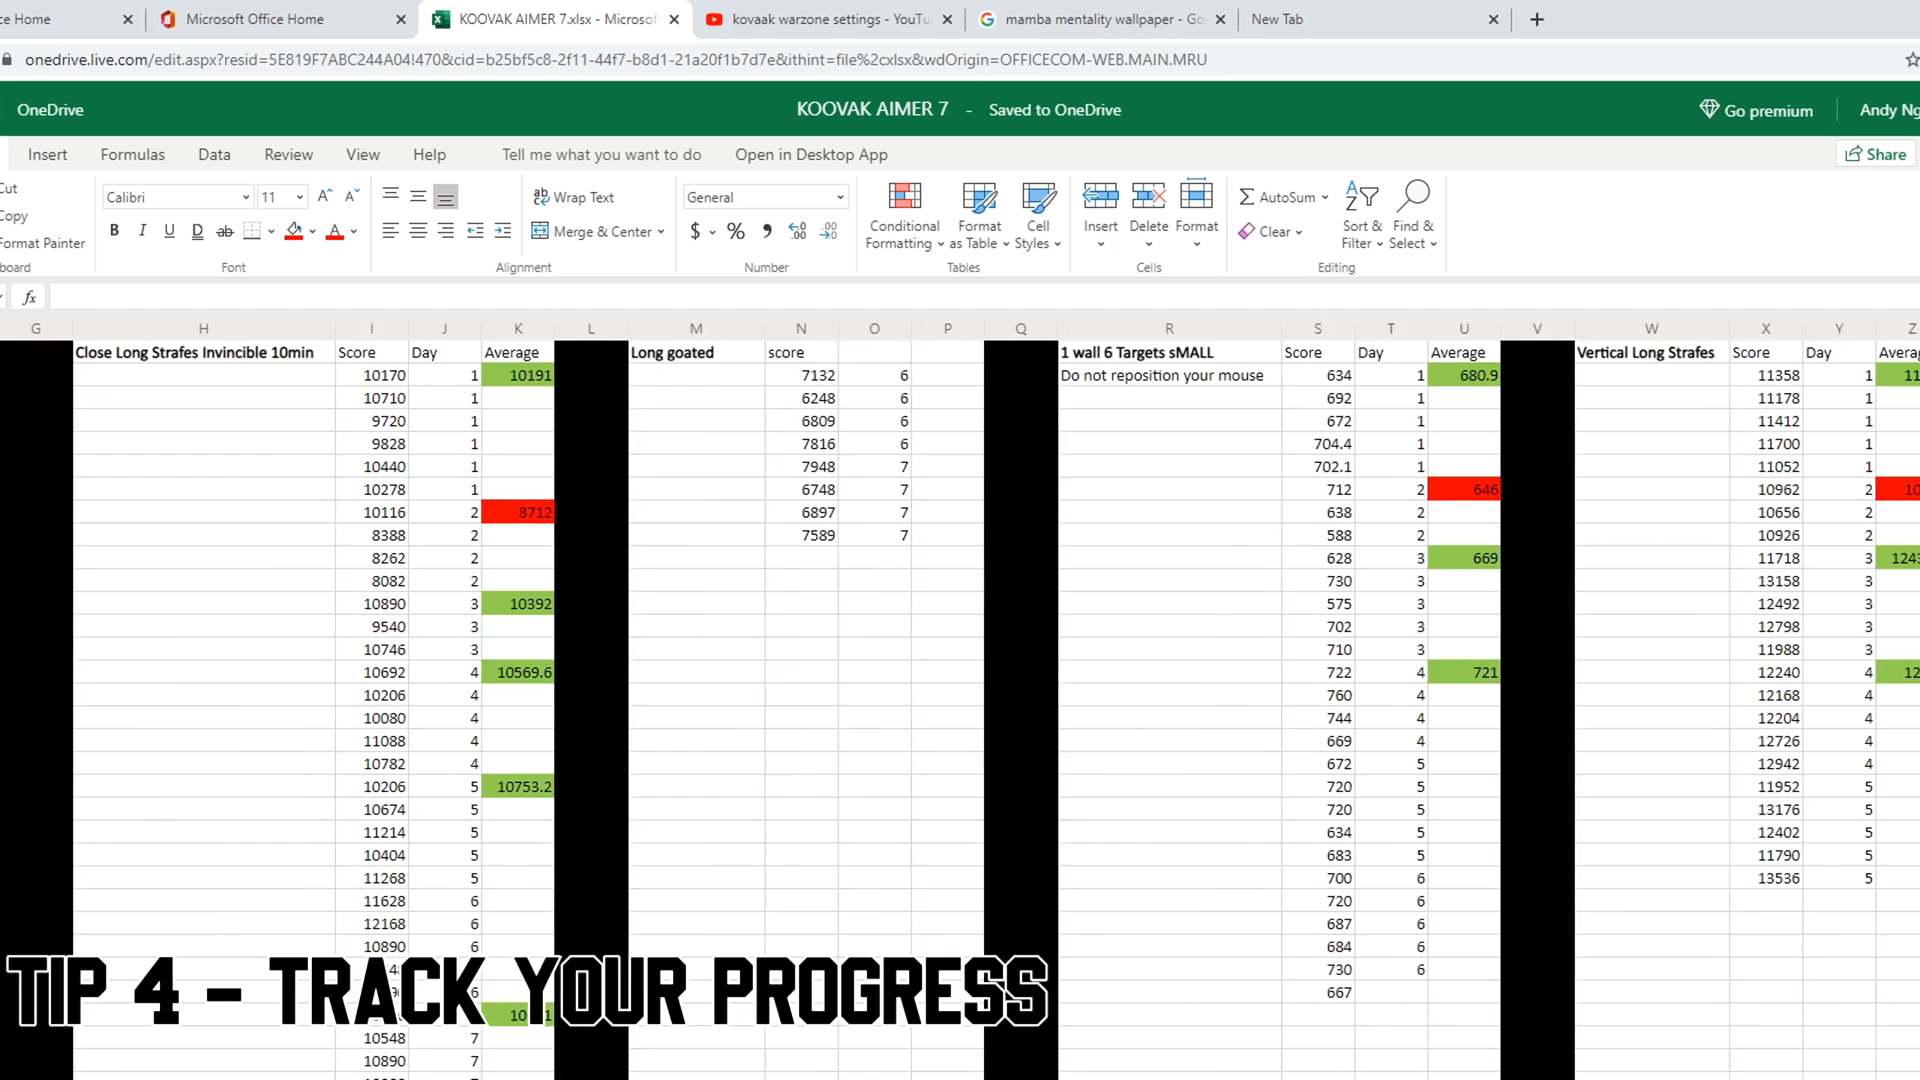 ce Home
Microsoft Office Home
KOOVAK AIMER 7.xlsx - Microsof
kovaak warzone settings - YouTu
mamba mentality wallpaper - Go
New Tab
onedrive.live.com/edit.aspx?resid=5E819F7ABC244A04!470&cid=b25bf5c8-2f11-44f7-b8d1-21a20f1b7d7e&ithint=file%2cxlsx&wdOrigin=OFFICECOM-WEB.MAIN.MRU
OneDrive
KOOVAK AIMER 7 - Saved to OneDrive
Go premium
Andy Ng
Insert Formulas Data Review View Help Tell me what you want to do Open in Desktop App
Share
Cut
Copy
Format Painter
board
Calibri 11
B I U D ab A
Font
Wrap Text
Merge & Center
Alignment
General
$ % ,
Number
Conditional Formatting
Format as Table
Cell Styles
Tables
Insert Delete Format
Cells
AutoSum
Clear
Sort & Filter
Find & Select
Editing
fx
G H I J K L M N O P Q R S T U V W X Y Z
Close Long Strafes Invincible 10min Score Day Average Long goated score 1 wall 6 Targets sMALL Score Day Average Vertical Long Strafes Score Day Averag
10170 1 10191 7132 6 Do not reposition your mouse 634 1 680.9 11358 1 11
10710 1 6248 6 692 1 11178 1
9720 1 6809 6 672 1 11412 1
9828 1 7816 6 704.4 1 11700 1
10440 1 7948 7 702.1 1 11052 1
10278 1 6748 7 712 2 646 10962 2 10
10116 2 8712 6897 7 638 2 10656 2
8388 2 7589 7 588 2 10926 2
8262 2 628 3 669 11718 3 1243
8082 2 730 3 13158 3
10890 3 10392 575 3 12492 3
9540 3 702 3 12798 3
10746 3 710 3 11988 3
10692 4 10569.6 722 4 721 12240 4 12
10206 4 760 4 12168 4
10080 4 744 4 12204 4
11088 4 669 4 12726 4
10782 4 672 5 12942 4
10206 5 10753.2 720 5 11952 5
10674 5 720 5 13176 5
11214 5 634 5 12402 5
10404 5 683 5 11790 5
11268 5 700 6 13536 5
11628 6 720 6
12168 6 687 6
10890 6 684 6
730 6
6 667
TIP 4 - TRACK YOUR PROGRESS
10548 7
10890 7